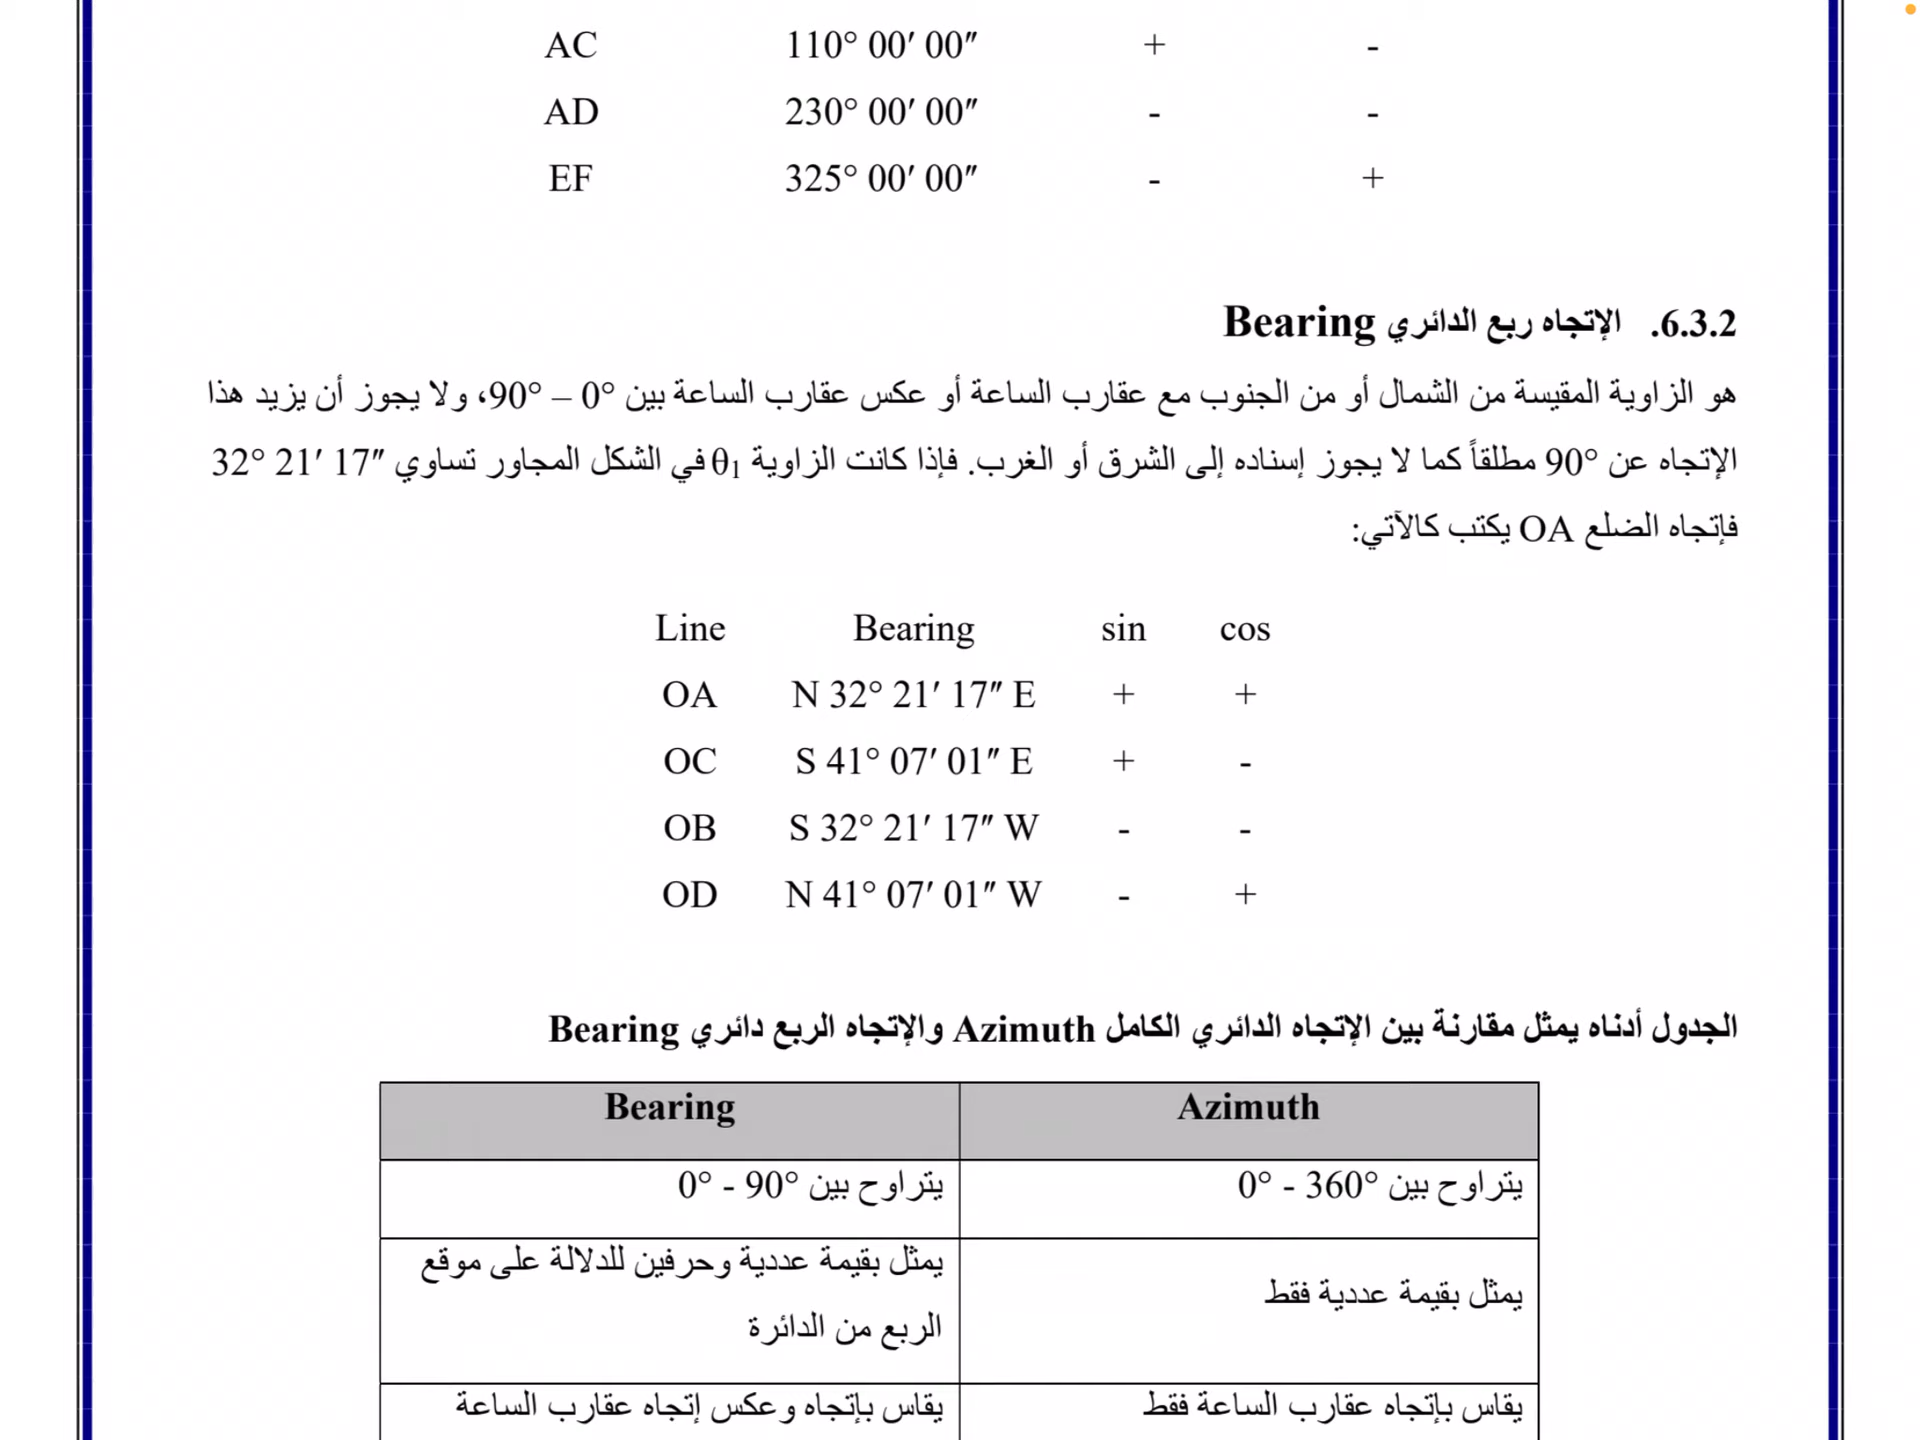 AC 110° 00′ 00″ + -
AD 230° 00′ 00″ - -
EF 325° 00′ 00″ - +
6.3.2. الإتجاه ربع الدائري Bearing
هو الزاوية المقيسة من الشمال أو من الجنوب مع عقارب الساعة أو عكس عقارب الساعة بين °0 – °90، ولا يجوز أن يزيد هذا
الإتجاه عن °90 مطلقاً كما لا يجوز إسناده إلى الشرق أو الغرب. فإذا كانت الزاوية θ1 في الشكل المجاور تساوي 32° 21′ 17″
فإتجاه الضلع OA يكتب كالآتي:
Line Bearing sin cos
OA N 32° 21′ 17″ E + +
OC S 41° 07′ 01″ E + -
OB S 32° 21′ 17″ W - -
OD N 41° 07′ 01″ W - +
الجدول أدناه يمثل مقارنة بين الإتجاه الدائري الكامل Azimuth والإتجاه الربع دائري Bearing
Bearing Azimuth
يتراوح بين 0° - 90°
يتراوح بين 0° - 360°
يمثل بقيمة عددية وحرفين للدلالة على موقع
الربع من الدائرة
يمثل بقيمة عددية فقط
يقاس بإتجاه وعكس إتجاه عقارب الساعة
يقاس بإتجاه عقارب الساعة فقط